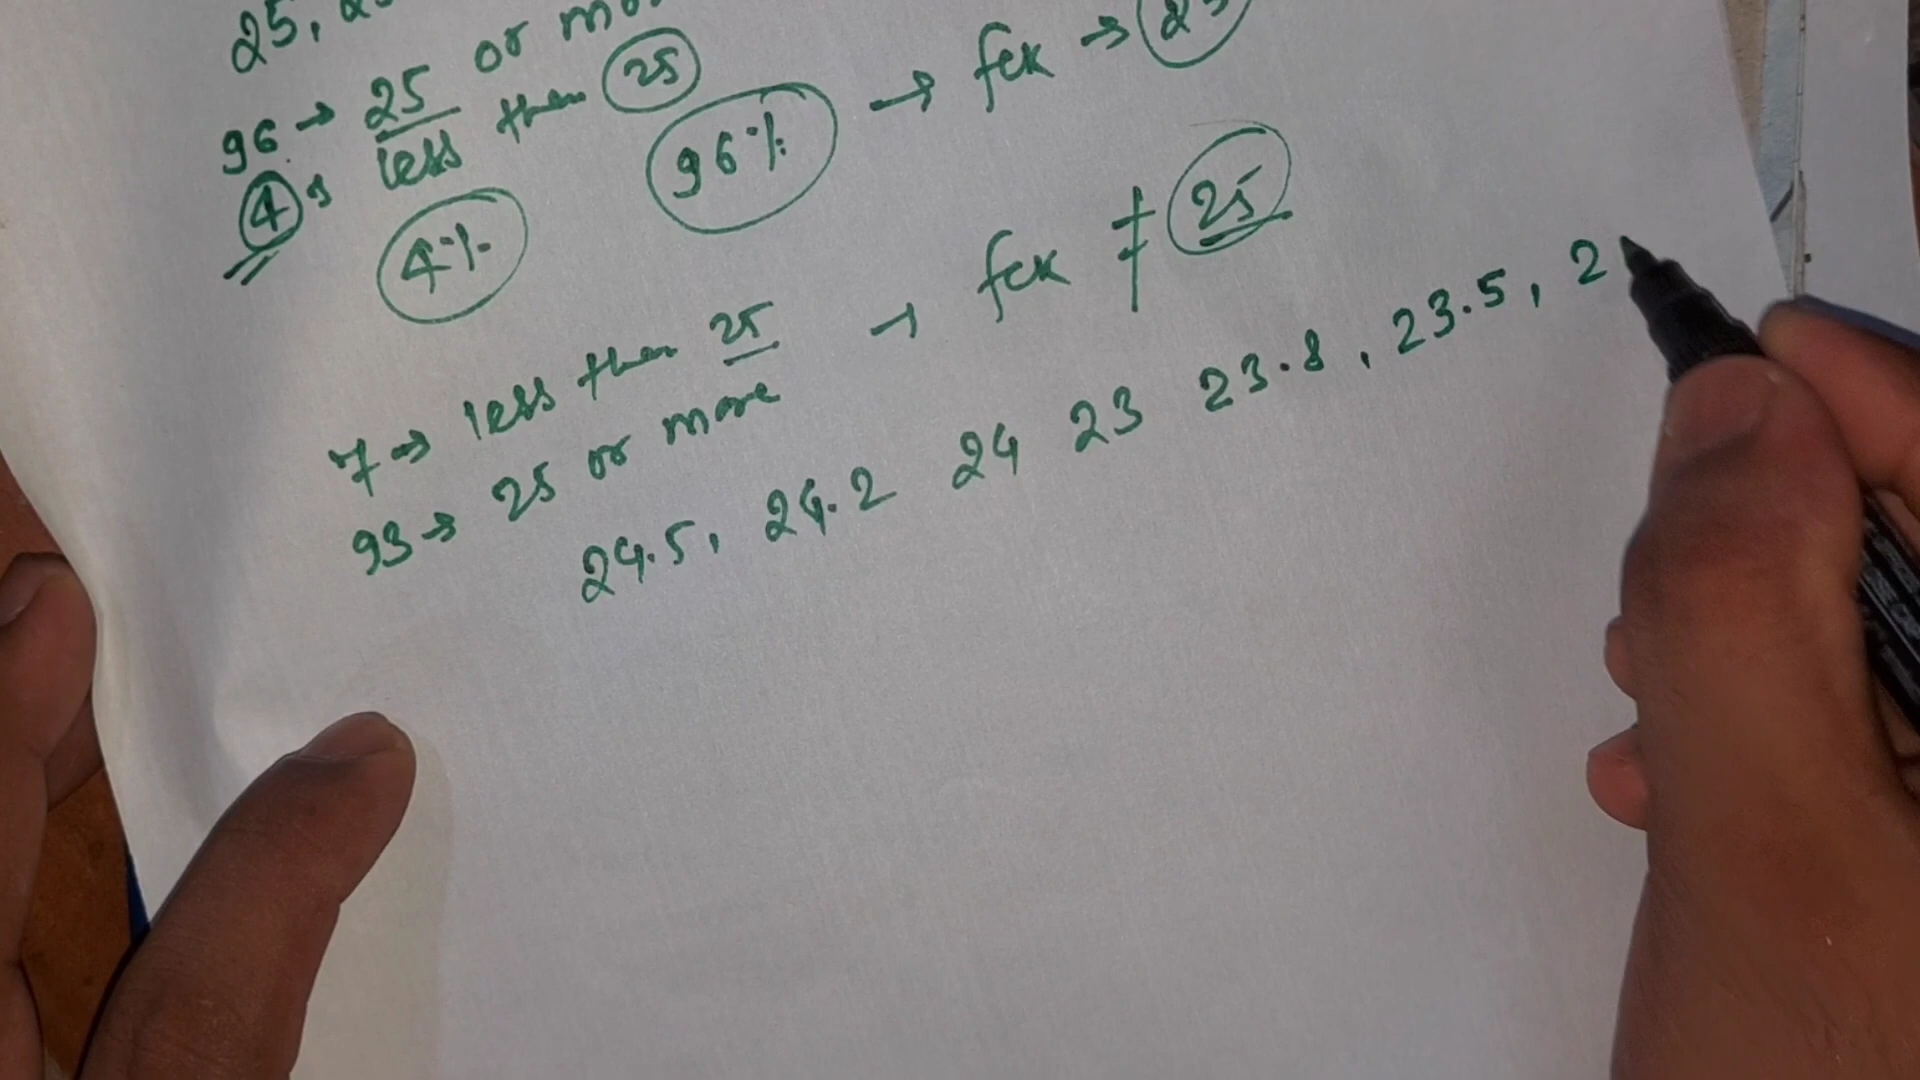 25,
96 → 25 or
4 → less than 25
4% 96% → fck → 25
7 → less than 25 → fck ≠ 25
93 → 25 or more
24.5, 24.2 24 23 23.8, 23.5, 2